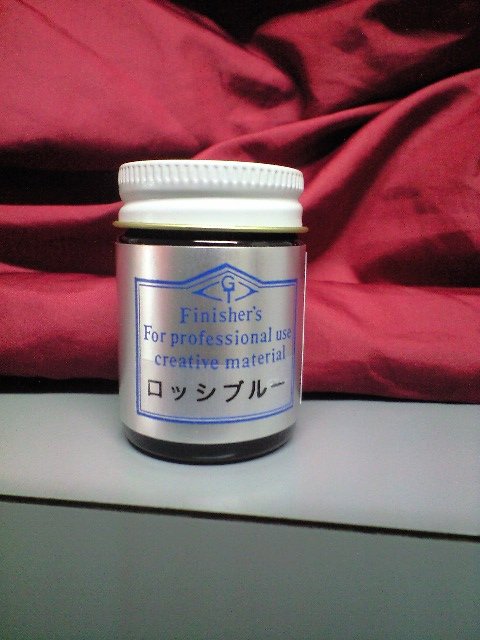 G
Finisher's
For professional use
creative material
ロッシブルー